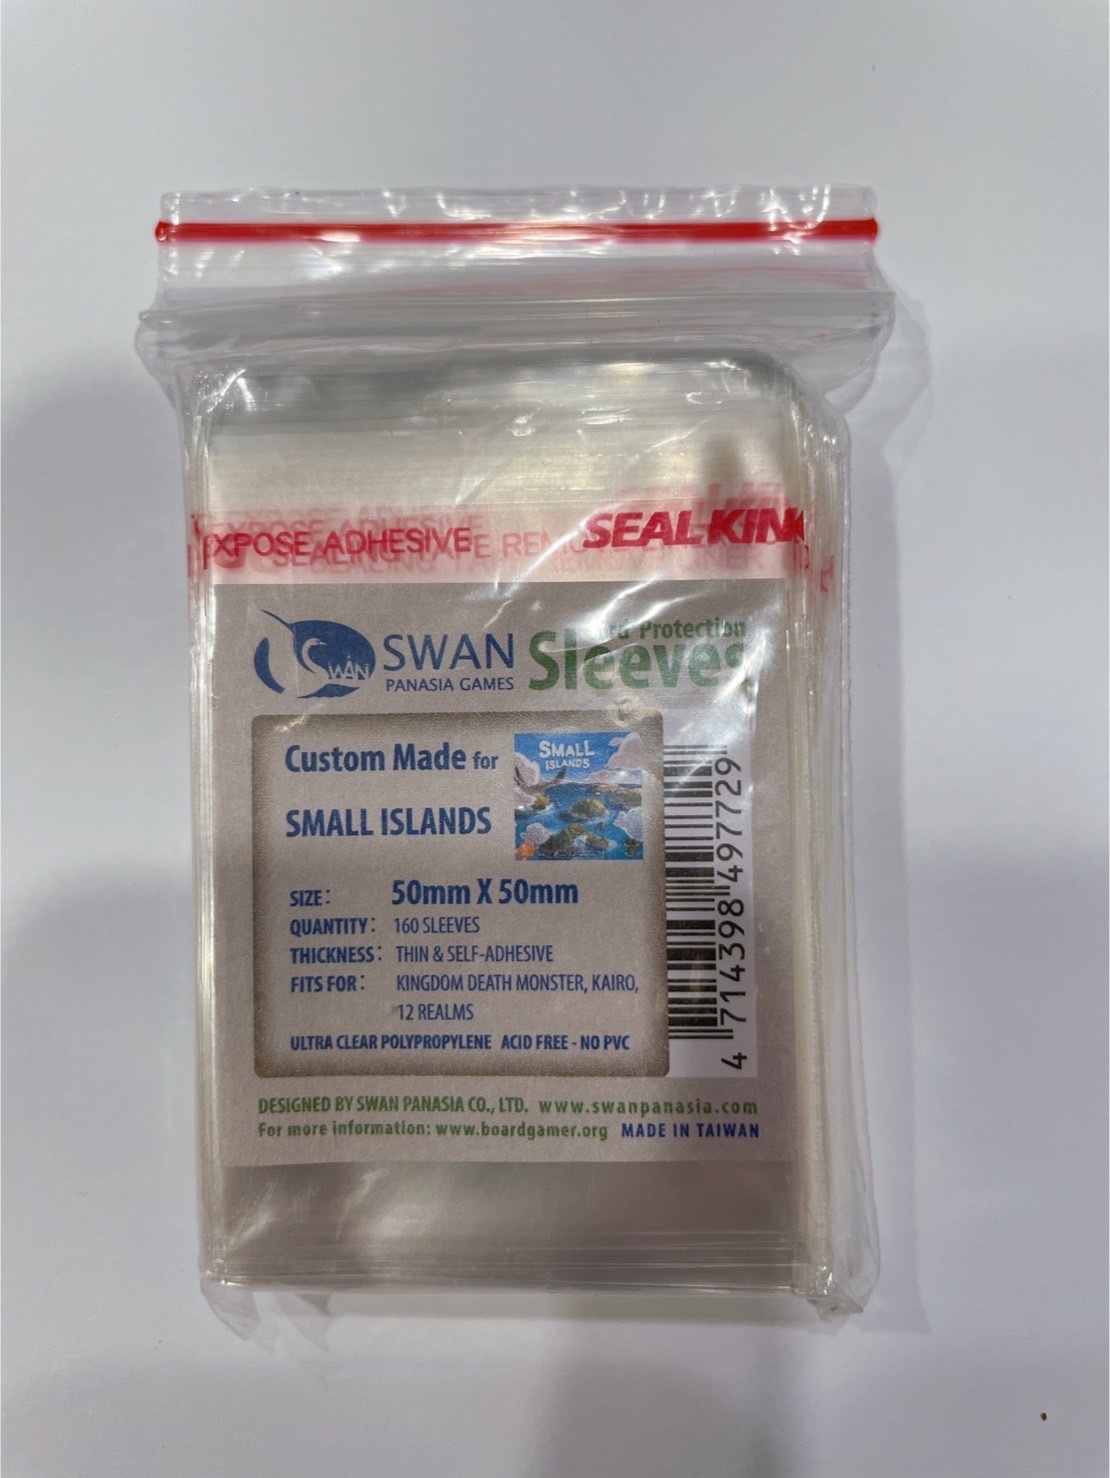 EXPOSE ADHESIVE
SEAL KING
SWAN
SWAN
PANASIA GAMES
Protection
Sleeves
Custom Made for
SMALL ISLANDS
SMALL
ISLANDS
SIZE: 50mm X 50mm
QUANTITY: 160 SLEEVES
THICKNESS: THIN & SELF-ADHESIVE
FITS FOR: KINGDOM DEATH MONSTER, KAIRO,
12 REALMS
ULTRA CLEAR POLYPROPYLENE ACID FREE - NO PVC
4 714398 497729
DESIGNED BY SWAN PANASIA CO., LTD. www.swanpanasia.com
For more information: www.boardgamer.org MADE IN TAIWAN